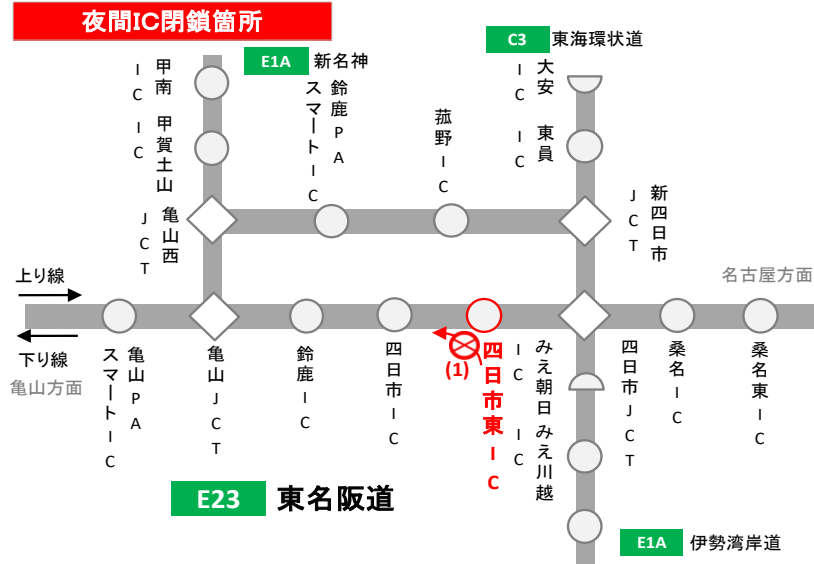 夜間IC閉鎖箇所
E1A 新名神
C3 東海環状道
甲南IC
甲賀土山IC
亀山西JCT
鈴鹿PAスマートIC
菰野IC
大安IC
東員IC
新四日市JCT
上り線
下り線
亀山方面
名古屋方面
亀山PAスマートIC
亀山JCT
鈴鹿IC
四日市IC
(1)
四日市東IC
みえ朝日IC
みえ川越IC
四日市JCT
桑名IC
桑名東IC
E23 東名阪道
E1A 伊勢湾岸道